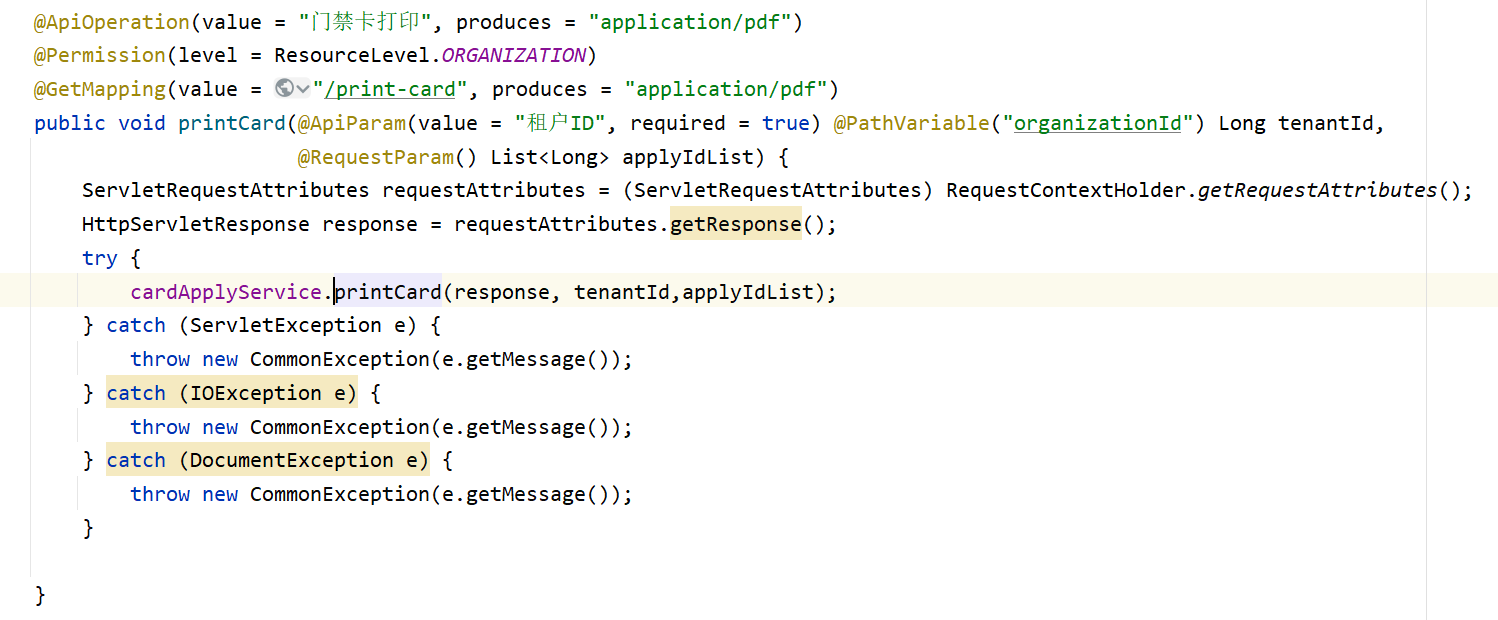 @ApiOperation(value = "门禁卡打印", produces = "application/pdf")
@Permission(level = ResourceLevel.ORGANIZATION)
@GetMapping(value = "/print-card", produces = "application/pdf")
public void printCard(@ApiParam(value = "租户ID", required = true) @PathVariable("organizationId") Long tenantId,
@RequestParam() List<Long> applyIdList) {
ServletRequestAttributes requestAttributes = (ServletRequestAttributes) RequestContextHolder.getRequestAttributes();
HttpServletResponse response = requestAttributes.getResponse();
try {
cardApplyService.printCard(response, tenantId,applyIdList);
} catch (ServletException e) {
throw new CommonException(e.getMessage());
} catch (IOException e) {
throw new CommonException(e.getMessage());
} catch (DocumentException e) {
throw new CommonException(e.getMessage());
}
}